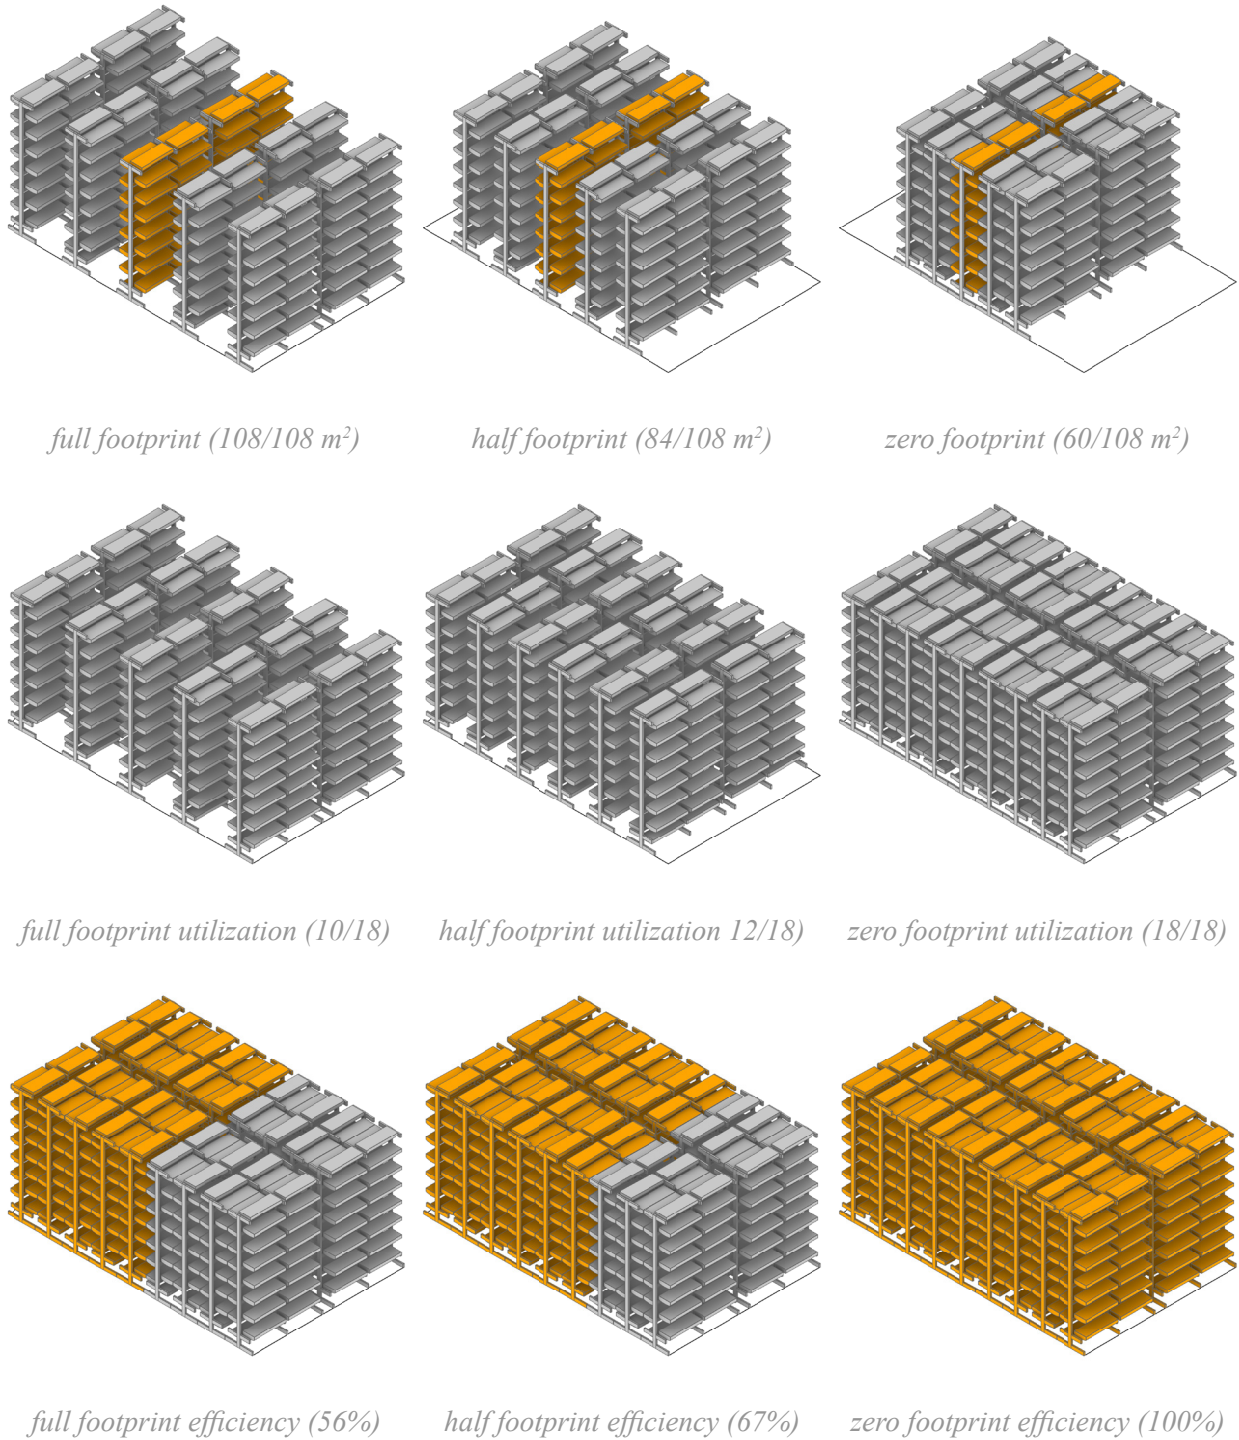 full footprint (108/108 m²)
half footprint (84/108 m²)
zero footprint (60/108 m²)
full footprint utilization (10/18)
half footprint utilization 12/18)
zero footprint utilization (18/18)
full footprint efficiency (56%)
half footprint efficiency (67%)
zero footprint efficiency (100%)